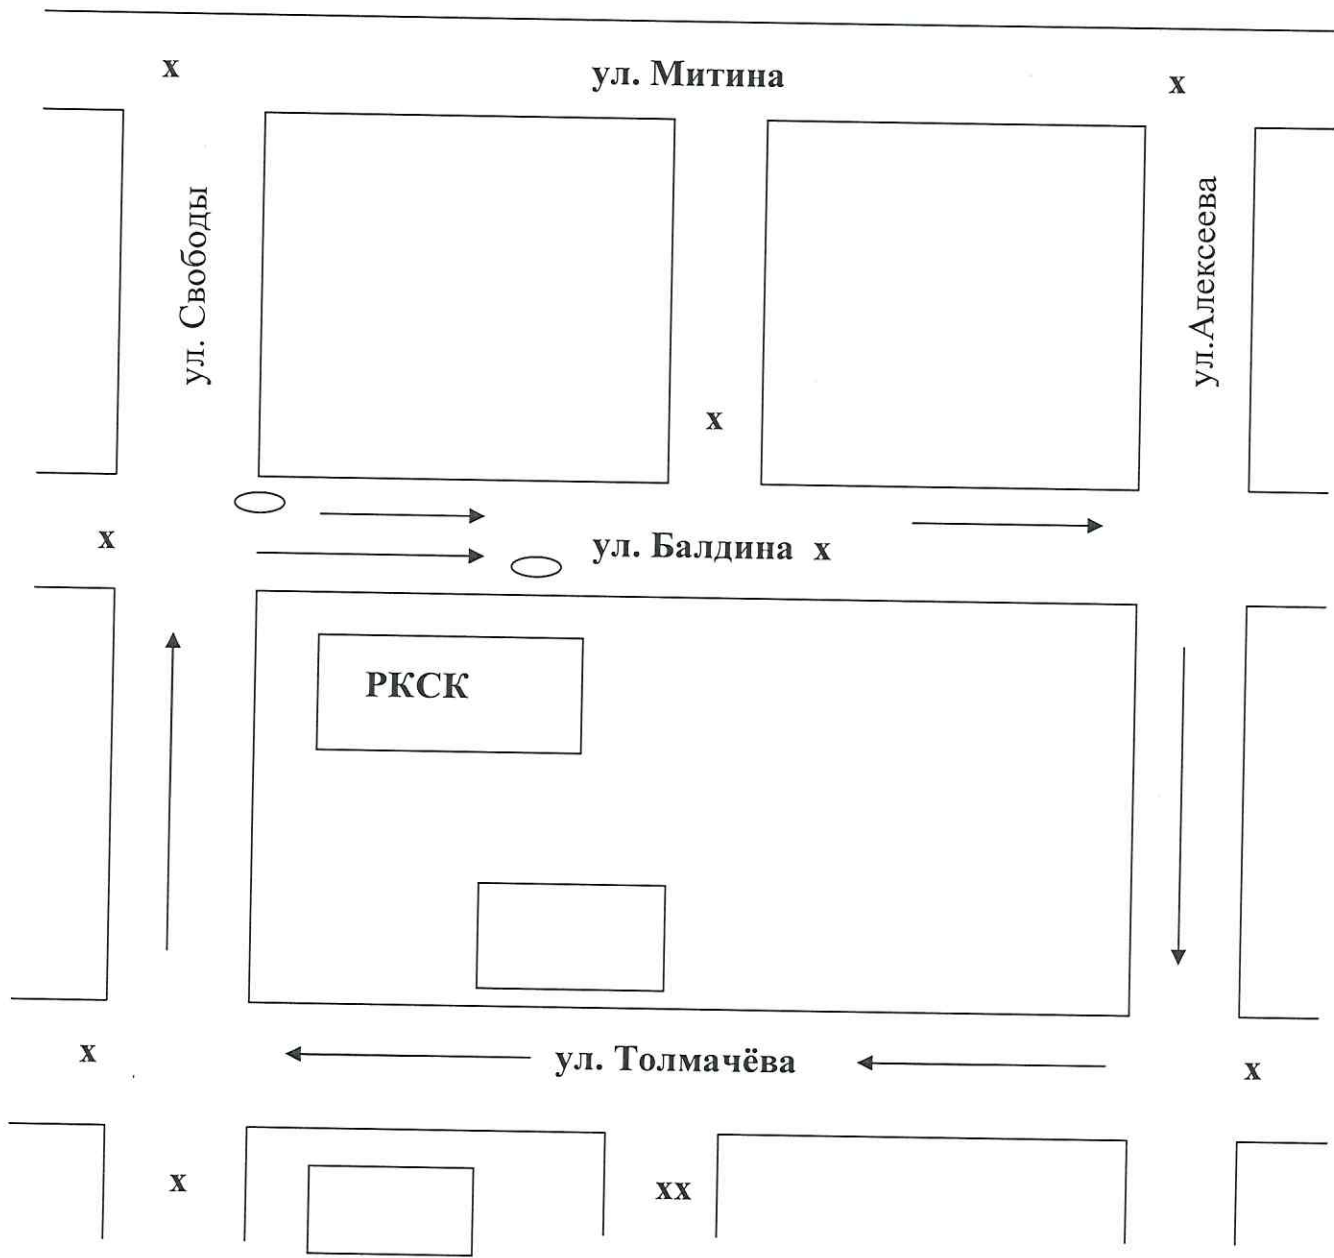 x
ул. Митина
x
ул. Свободы
ул.Алексеева
x
x
ул. Балдина x
РКСК
x
ул. Толмачёва
x
x
xx